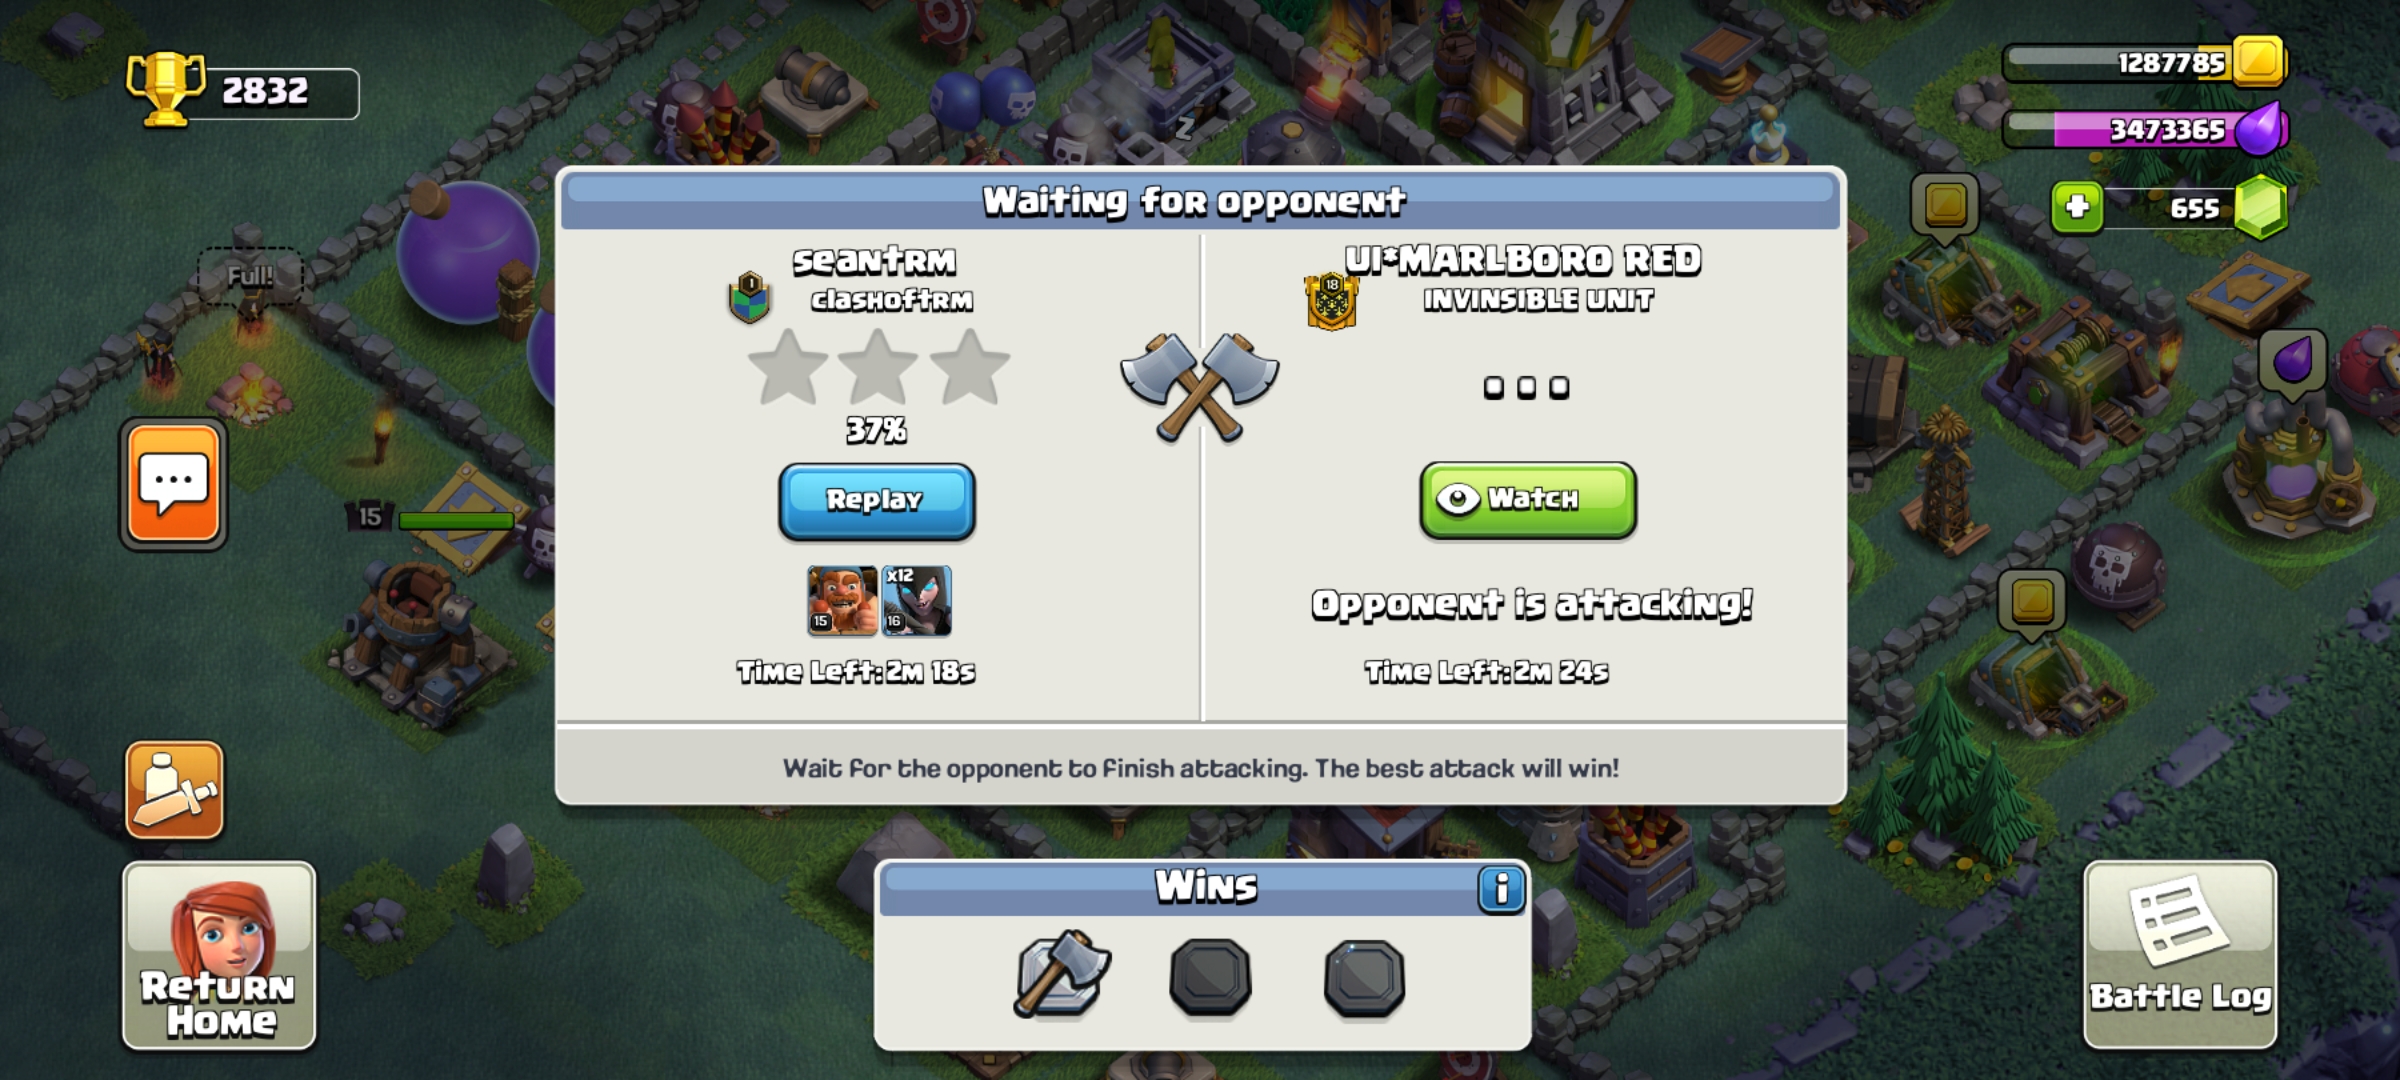 2832
1287785
3473365
655
Full!
15
z
Waiting for opponent
seantrm
1
clashoftrm
37%
Replay
15
x12
16
Time Left:2m 18s
UI*MARLBORO RED
18
INVINSIBLE UNIT
Watch
Opponent is attacking!
Time Left:2m 24s
Wait for the opponent to finish attacking. The best attack will win!
Wins
i
Return
Home
Battle Log